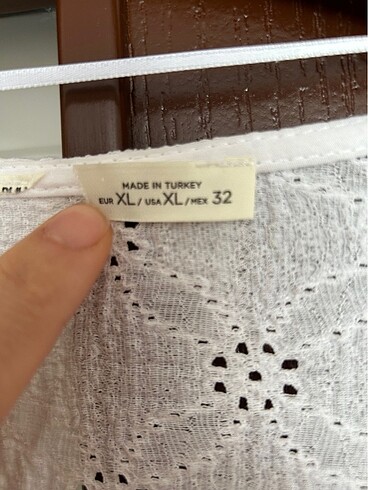 MADE IN TURKEY
EUR XL / USA XL / MEX 32